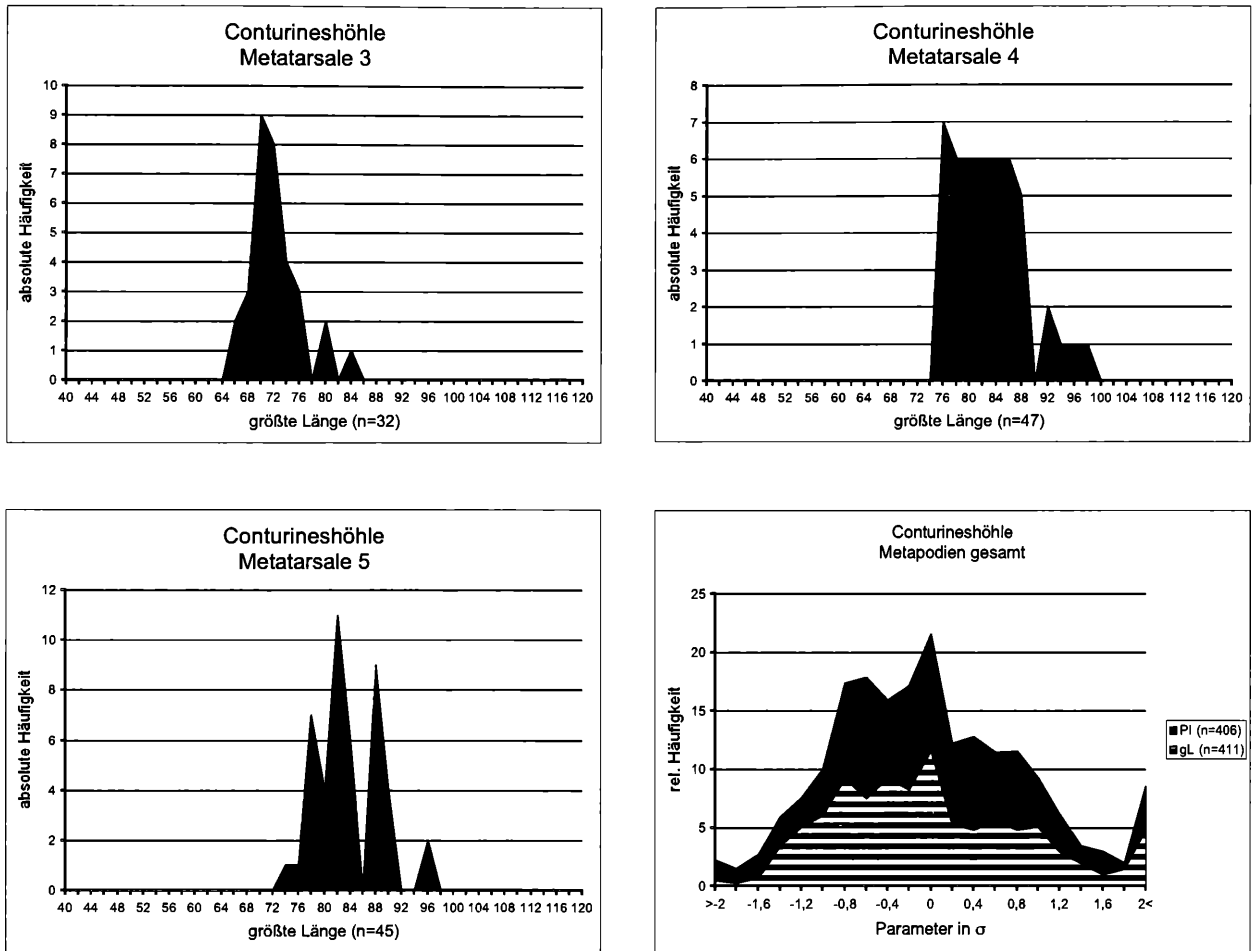 Conturineshöhle
Metatarsale 3
absolute Häufigkeit
10
9
8
7
6
5
4
3
2
1
0
40 44 48 52 56 60 64 68 72 76 80 84 88 92 96 100 104 108 112 116 120
größte Länge (n=32)
Conturineshöhle
Metatarsale 4
absolute Häufigkeit
8
7
6
5
4
3
2
1
0
40 44 48 52 56 60 64 68 72 76 80 84 88 92 96 100 104 108 112 116 120
größte Länge (n=47)
Conturineshöhle
Metatarsale 5
absolute Häufigkeit
12
10
8
6
4
2
0
40 44 48 52 56 60 64 68 72 76 80 84 88 92 96 100 104 108 112 116 120
größte Länge (n=45)
Conturineshöhle
Metapodien gesamt
rel. Häufigkeit
25
20
15
10
5
0
>-2 -1,6 -1,2 -0,8 -0,4 0 0,4 0,8 1,2 1,6 2<
Parameter in σ
PI (n=406)
gL (n=411)